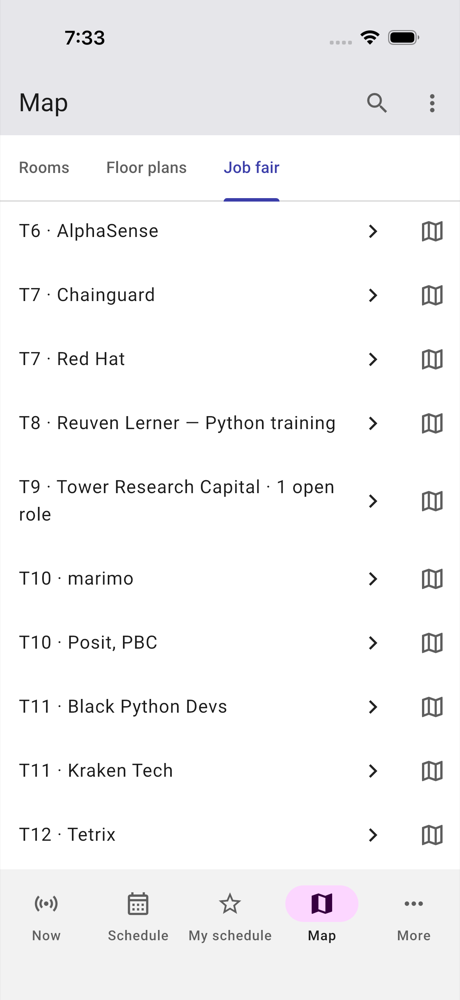 7:33
Map
Rooms Floor plans Job fair
T6 · AlphaSense
T7 · Chainguard
T7 · Red Hat
T8 · Reuven Lerner — Python training
T9 · Tower Research Capital · 1 open
role
T10 · marimo
T10 · Posit, PBC
T11 · Black Python Devs
T11 · Kraken Tech
T12 · Tetrix
Now Schedule My schedule Map More